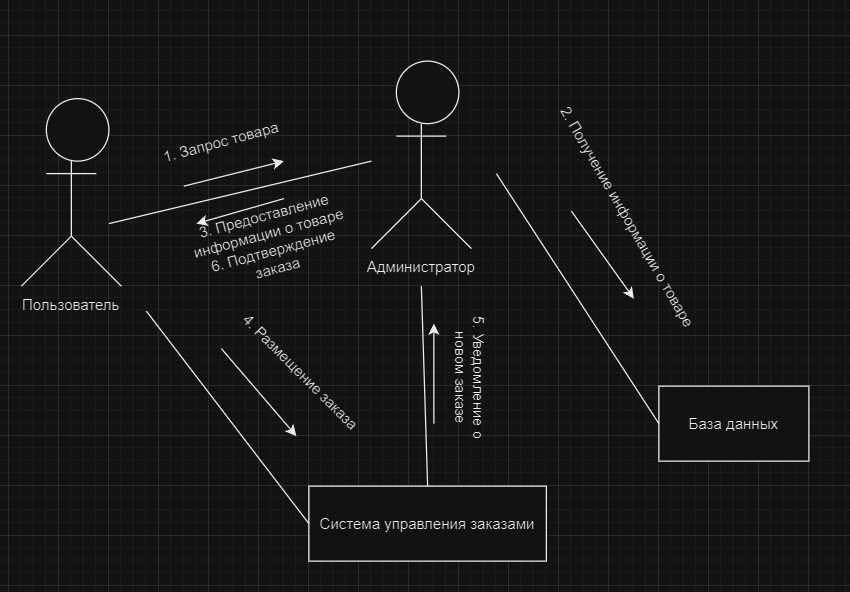 1. Запрос товара
3. Предоставление
информации о товаре
6. Подтверждение
заказа
2. Получение информации о товаре
Пользователь
Администратор
4. Размещение заказа
5. Уведомление о
новом заказе
База данных
Система управления заказами